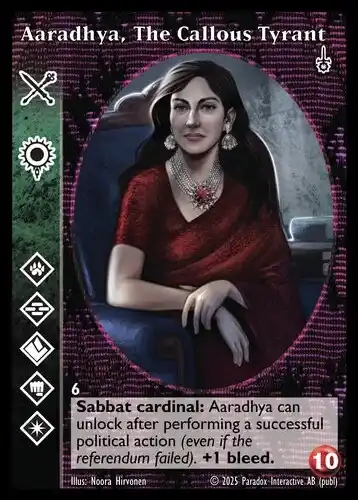 Aaradhya, The Callous Tyrant
6
Sabbat cardinal: Aaradhya can
unlock after performing a successful
political action (even if the
referendum failed). +1 bleed.
10
Illus: Noora Hirvonen © 2025 Paradox Interactive AB (publ)